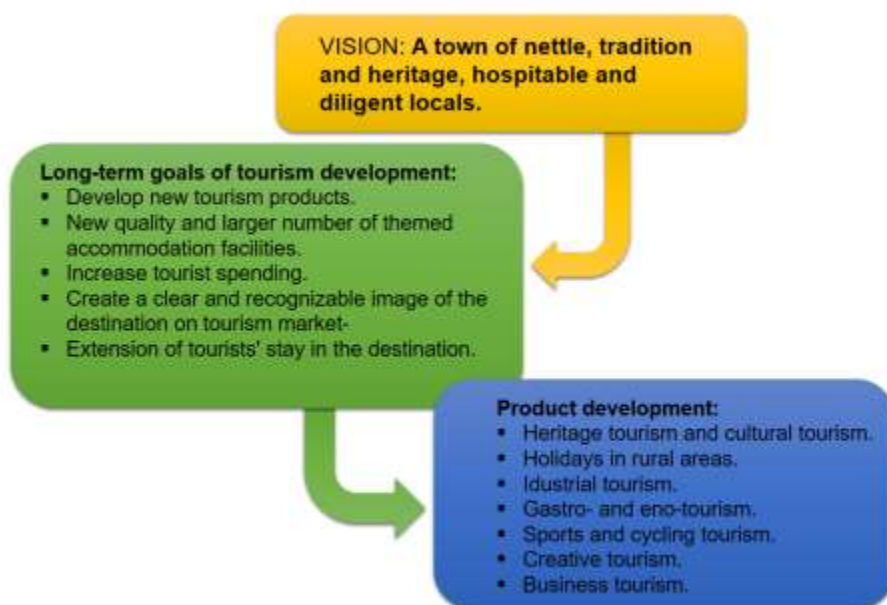 VISION: A town of nettle, tradition
and heritage, hospitable and
diligent locals.
Long-term goals of tourism development:
▪ Develop new tourism products.
▪ New quality and larger number of themed
accommodation facilities.
▪ Increase tourist spending.
▪ Create a clear and recognizable image of the
destination on tourism market-
▪ Extension of tourists' stay in the destination.
Product development:
▪ Heritage tourism and cultural tourism.
▪ Holidays in rural areas.
▪ Idustrial tourism.
▪ Gastro- and eno-tourism.
▪ Sports and cycling tourism.
▪ Creative tourism.
▪ Business tourism.